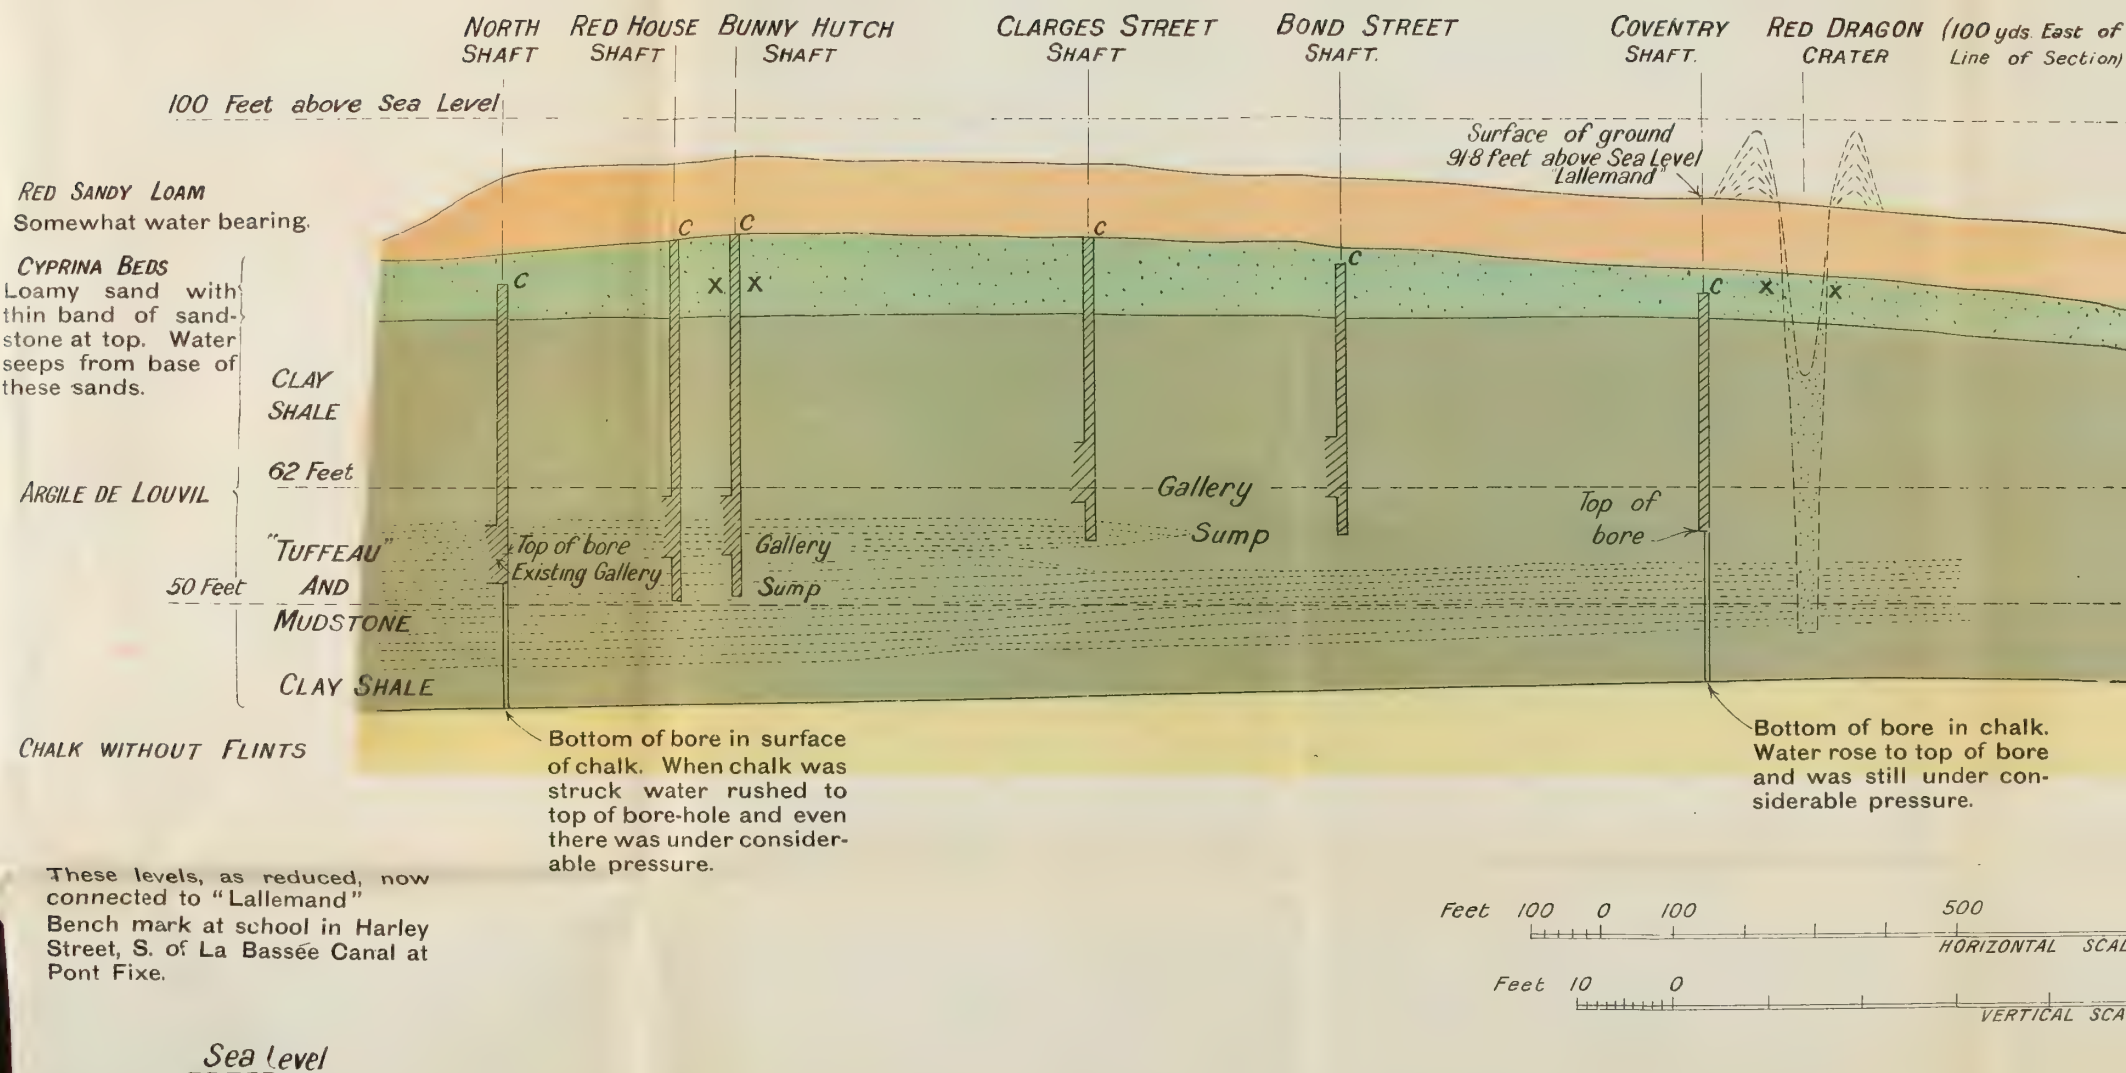 NORTH SHAFT
RED HOUSE SHAFT
BUNNY HUTCH SHAFT
CLARGES STREET SHAFT
BOND STREET SHAFT.
COVENTRY SHAFT.
RED DRAGON CRATER
(100 yds. East of
Line of Section)
100 Feet above Sea Level
Surface of ground
91·8 feet above Sea Level
"Lallemand"
RED SANDY LOAM
Somewhat water bearing.
C
C
C
C
C
C
X X
X X
CYPRINA BEDS
Loamy sand with
thin band of sand-
stone at top. Water
seeps from base of
these sands.
CLAY
SHALE
62 Feet
ARGILE DE LOUVIL
Gallery
Sump
Top of
bore
"TUFFEAU"
AND
MUDSTONE
50 Feet
Top of bore
Existing Gallery
Gallery
Sump
CLAY SHALE
CHALK WITHOUT FLINTS
Bottom of bore in surface
of chalk. When chalk was
struck water rushed to
top of bore-hole and even
there was under consider-
able pressure.
Bottom of bore in chalk.
Water rose to top of bore
and was still under con-
siderable pressure.
These levels, as reduced, now
connected to "Lallemand"
Bench mark at school in Harley
Street, S. of La Bassée Canal at
Pont Fixe.
Feet 100 0 100 500
HORIZONTAL SCAL
Feet 10 0
VERTICAL SCA
Sea Level